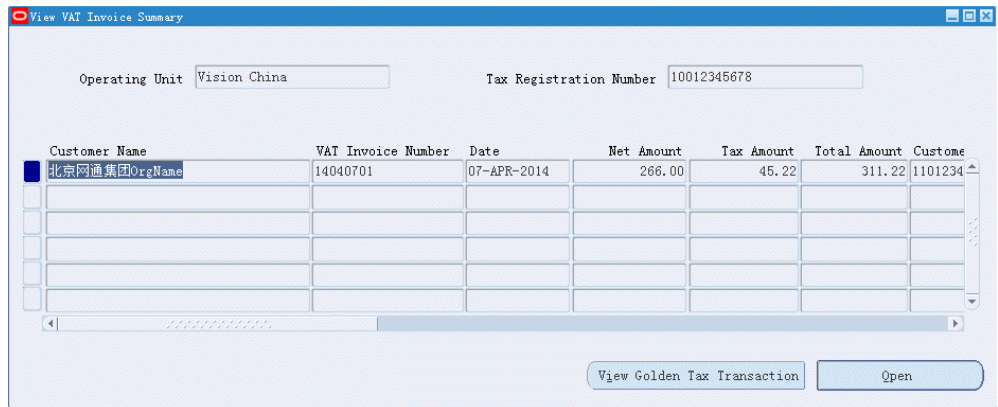 View VAT Invoice Summary
Operating Unit Vision China Tax Registration Number 10012345678
Customer Name VAT Invoice Number Date Net Amount Tax Amount Total Amount Custome
北京网通集团OrgName 14040701 07-APR-2014 266.00 45.22 311.22 1101234
View Golden Tax Transaction Open